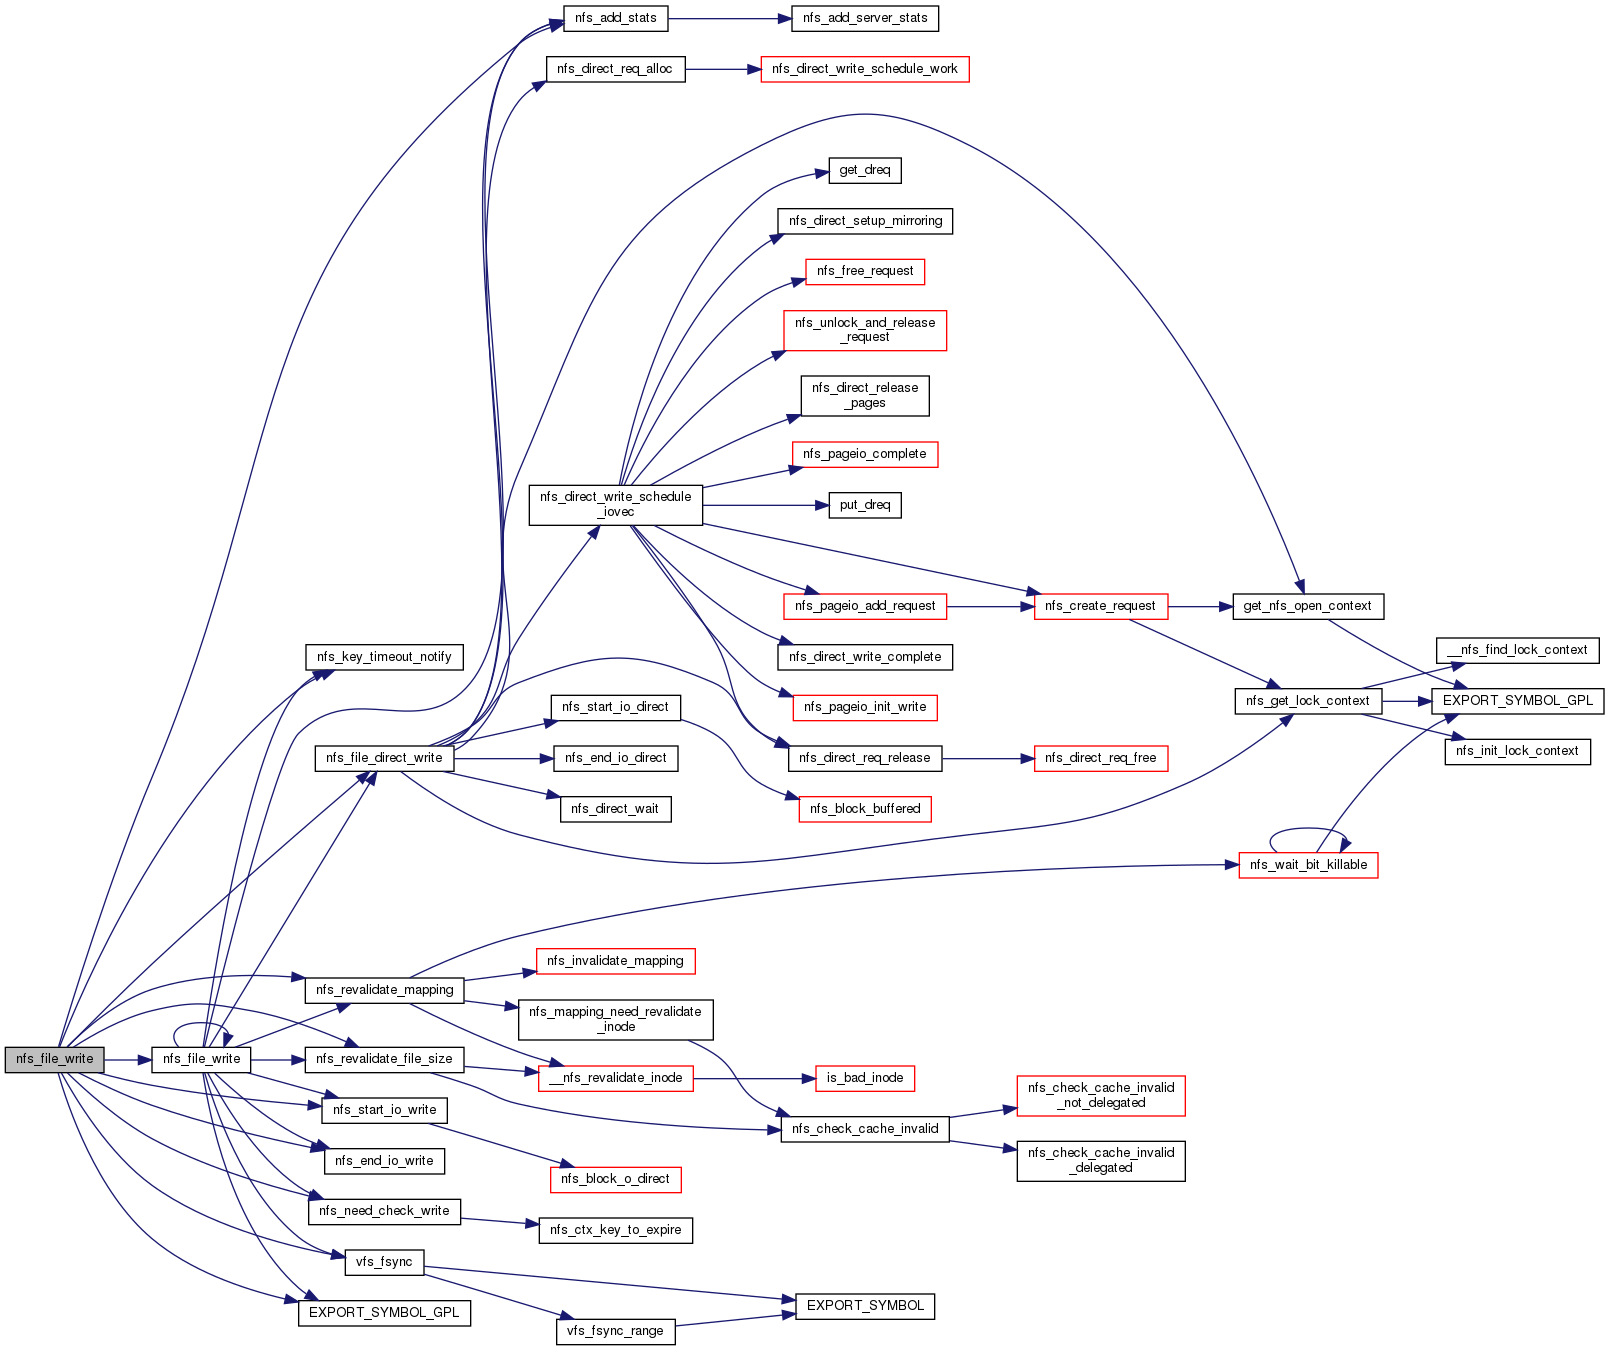 nfs_add_stats
nfs_add_server_stats
nfs_direct_req_alloc
nfs_direct_write_schedule_work
get_dreq
nfs_direct_setup_mirroring
nfs_free_request
nfs_unlock_and_release
_request
nfs_direct_release
_pages
nfs_pageio_complete
nfs_direct_write_schedule
_iovec
put_dreq
nfs_pageio_add_request
nfs_create_request
get_nfs_open_context
nfs_key_timeout_notify
nfs_direct_write_complete
__nfs_find_lock_context
nfs_start_io_direct
nfs_pageio_init_write
nfs_get_lock_context
EXPORT_SYMBOL_GPL
nfs_file_direct_write
nfs_end_io_direct
nfs_direct_req_release
nfs_direct_req_free
nfs_init_lock_context
nfs_direct_wait
nfs_block_buffered
nfs_wait_bit_killable
nfs_invalidate_mapping
nfs_revalidate_mapping
nfs_mapping_need_revalidate
_inode
nfs_file_write
nfs_file_write
nfs_revalidate_file_size
__nfs_revalidate_inode
is_bad_inode
nfs_start_io_write
nfs_check_cache_invalid
_not_delegated
nfs_check_cache_invalid
nfs_end_io_write
nfs_check_cache_invalid
_delegated
nfs_block_o_direct
nfs_need_check_write
nfs_ctx_key_to_expire
vfs_fsync
EXPORT_SYMBOL_GPL
EXPORT_SYMBOL
vfs_fsync_range